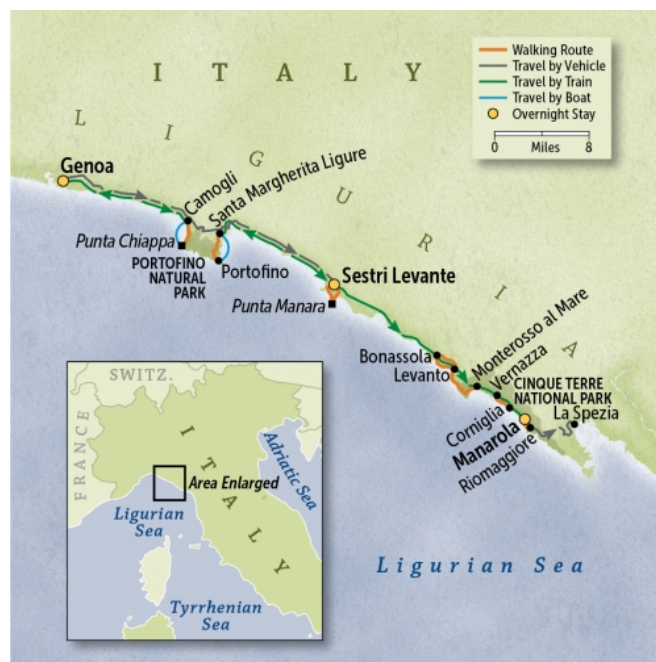 ITALY
LIGURIA
Walking Route
Travel by Vehicle
Travel by Train
Travel by Boat
Overnight Stay
0 Miles 8
Genoa
Camogli
Santa Margherita Ligure
Punta Chiappa
PORTOFINO
NATURAL
PARK
Portofino
Sestri Levante
Punta Manara
Bonassola
Levanto
Monterosso al Mare
Vernazza
CINQUE TERRE
NATIONAL PARK
La Spezia
Corniglia
Manarola
Riomaggiore
Ligurian Sea
SWITZ.
FRANCE
ITALY
Adriatic Sea
Area Enlarged
Ligurian
Sea
Tyrrhenian
Sea